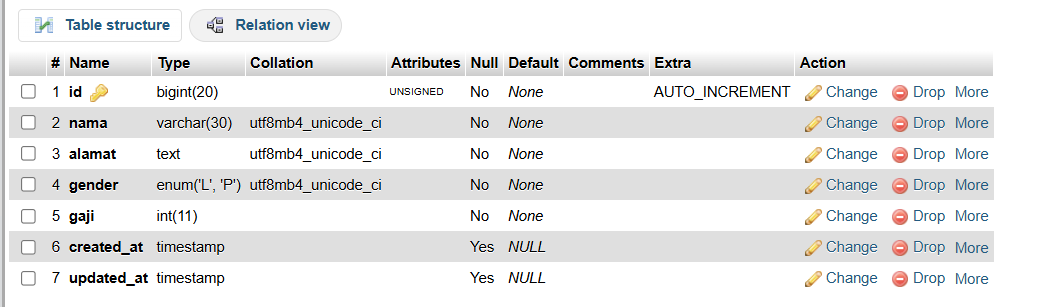 Table structure Relation view
# Name Type Collation Attributes Null Default Comments Extra Action
1 id bigint(20) UNSIGNED No None AUTO_INCREMENT Change Drop More
2 nama varchar(30) utf8mb4_unicode_ci No None Change Drop More
3 alamat text utf8mb4_unicode_ci No None Change Drop More
4 gender enum('L', 'P') utf8mb4_unicode_ci No None Change Drop More
5 gaji int(11) No None Change Drop More
6 created_at timestamp Yes NULL Change Drop More
7 updated_at timestamp Yes NULL Change Drop More